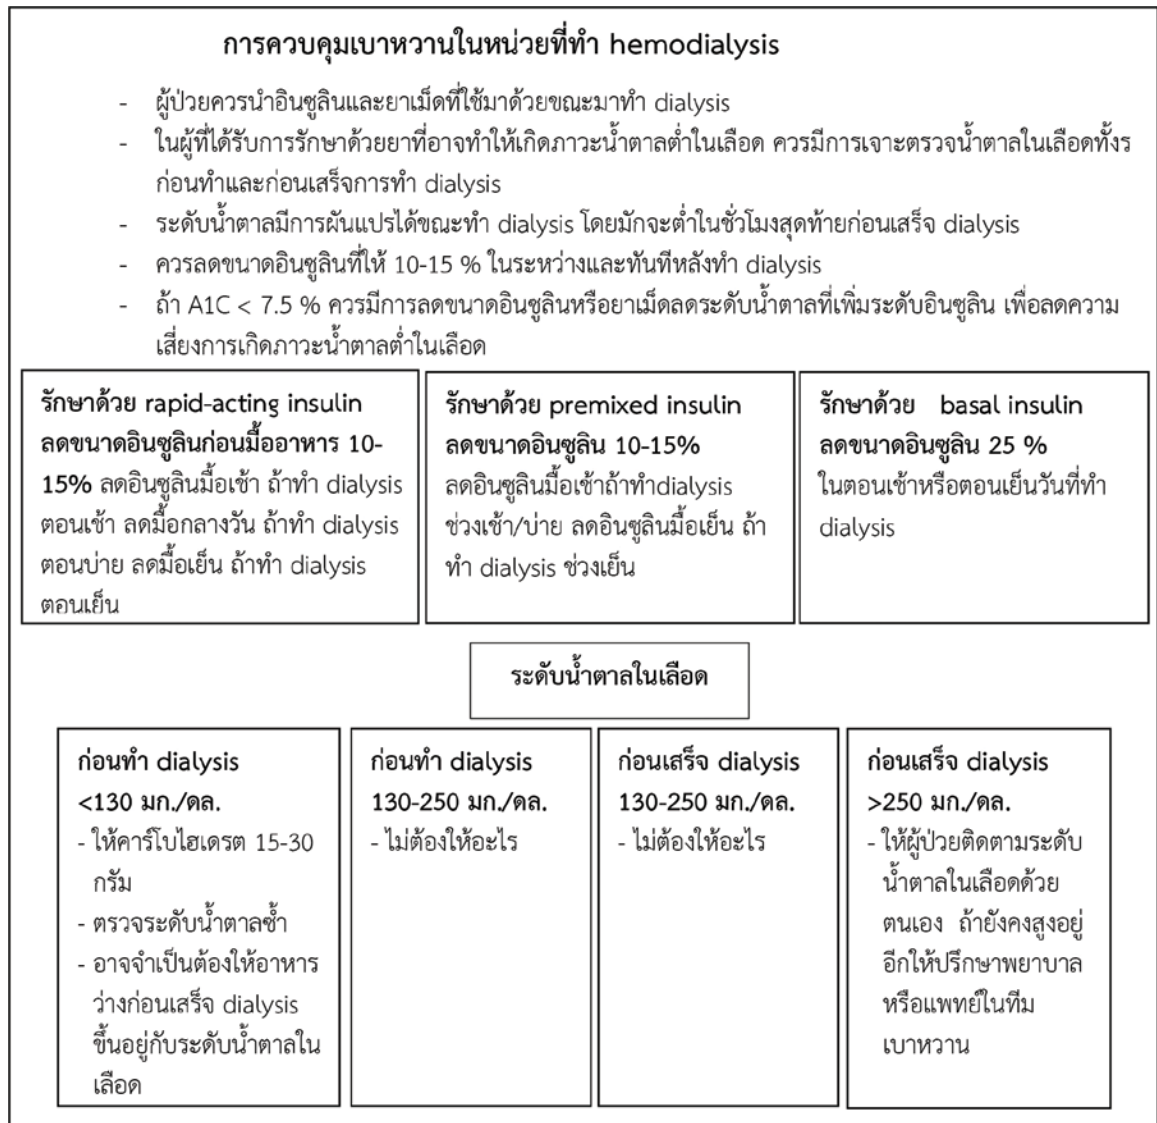 การควบคุมเบาหวานในหน่วยที่ทำ hemodialysis
- ผู้ป่วยควรนำอินซูลินและยาเม็ดที่ใช้มาด้วยขณะมาทำ dialysis
- ในผู้ที่ได้รับการรักษาด้วยยาที่อาจทำให้เกิดภาวะน้ำตาลต่ำในเลือด ควรมีการเจาะตรวจน้ำตาลในเลือดทั้งร
ก่อนทำและก่อนเสร็จการทำ dialysis
- ระดับน้ำตาลมีการผันแปรได้ขณะทำ dialysis โดยมักจะต่ำในชั่วโมงสุดท้ายก่อนเสร็จ dialysis
- ควรลดขนาดอินซูลินที่ให้ 10-15 % ในระหว่างและทันทีหลังทำ dialysis
- ถ้า A1C < 7.5 % ควรมีการลดขนาดอินซูลินหรือยาเม็ดลดระดับน้ำตาลที่เพิ่มระดับอินซูลิน เพื่อลดความ
เสี่ยงการเกิดภาวะน้ำตาลต่ำในเลือด
รักษาด้วย rapid-acting insulin
ลดขนาดอินซูลินก่อนมื้ออาหาร 10-
15% ลดอินซูลินมื้อเช้า ถ้าทำ dialysis
ตอนเช้า ลดมื้อกลางวัน ถ้าทำ dialysis
ตอนบ่าย ลดมื้อเย็น ถ้าทำ dialysis
ตอนเย็น
รักษาด้วย premixed insulin
ลดขนาดอินซูลิน 10-15%
ลดอินซูลินมื้อเช้าถ้าทำdialysis
ช่วงเช้า/บ่าย ลดอินซูลินมื้อเย็น ถ้า
ทำ dialysis ช่วงเย็น
รักษาด้วย basal insulin
ลดขนาดอินซูลิน 25 %
ในตอนเช้าหรือตอนเย็นวันที่ทำ
dialysis
ระดับน้ำตาลในเลือด
ก่อนทำ dialysis
<130 มก./ดล.
- ให้คาร์โบไฮเดรต 15-30
กรัม
- ตรวจระดับน้ำตาลซ้ำ
- อาจจำเป็นต้องให้อาหาร
ว่างก่อนเสร็จ dialysis
ขึ้นอยู่กับระดับน้ำตาลใน
เลือด
ก่อนทำ dialysis
130-250 มก./ดล.
- ไม่ต้องให้อะไร
ก่อนเสร็จ dialysis
130-250 มก./ดล.
- ไม่ต้องให้อะไร
ก่อนเสร็จ dialysis
>250 มก./ดล.
- ให้ผู้ป่วยติดตามระดับ
น้ำตาลในเลือดด้วย
ตนเอง ถ้ายังคงสูงอยู่
อีกให้ปรึกษาพยาบาล
หรือแพทย์ในทีม
เบาหวาน